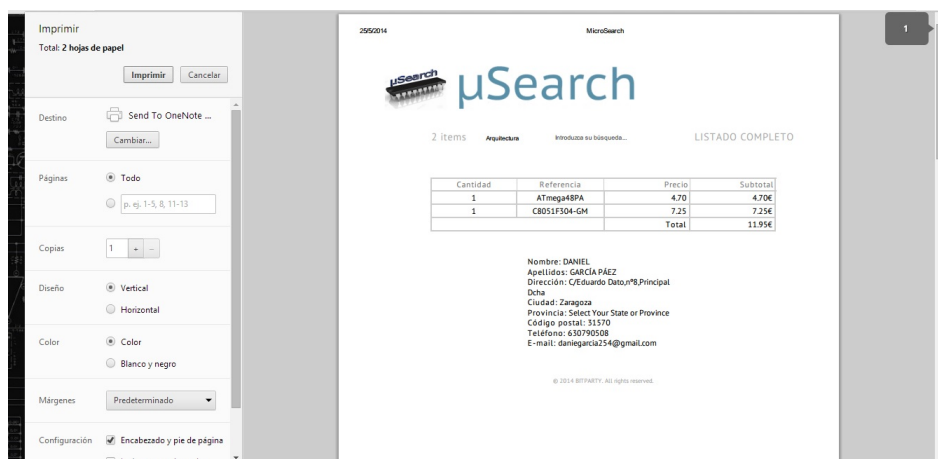 Imprimir
Total: 2 hojas de papel
Imprimir Cancelar
Destino Send To OneNote ...
Cambiar...
Páginas Todo
p. ej. 1-5, 8, 11-13
Copias 1 + −
Diseño Vertical
Horizontal
Color Color
Blanco y negro
Márgenes Predeterminado
Configuración Encabezado y pie de página
25/5/2014 MicroSearch
1
µSearch µSearch
2 items Arquitectura Introduzca su búsqueda... LISTADO COMPLETO
Cantidad Referencia Precio Subtotal
1 ATmega48PA 4.70 4.70€
1 C8051F304-GM 7.25 7.25€
Total 11.95€
Nombre: DANIEL
Apellidos: GARCÍA PÁEZ
Dirección: C/Eduardo Dato,nº8,Principal
Dcha
Ciudad: Zaragoza
Provincia: Select Your State or Province
Código postal: 31570
Teléfono: 630790508
E-mail: daniegarcia254@gmail.com
© 2014 BITPARTY. All rights reserved.